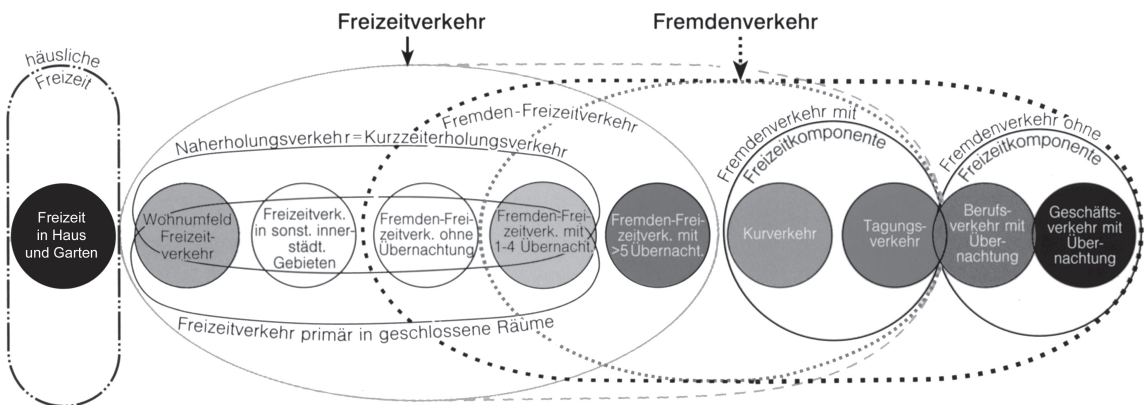 Freizeitverkehr
Fremdenverkehr
häusliche
Freizeit
Fremden-Freizeitverkehr
Naherholungsverkehr=Kurzzeiterholungsverkehr
Fremdenverkehr mit
Freizeitkomponente
Fremdenverkehr ohne
Freizeitkomponente
Freizeit
in Haus
und Garten
Wohnumfeld
Freizeit-
verkehr
Freizeitverk.
in sonst. inner-
städt.
Gebieten
Fremden-Frei-
zeitverk. ohne
Übernachtung
Fremden-Frei-
zeitverk. mit
1-4 Übernacht.
Fremden-Frei-
zeitverk. mit
>5 Übernacht.
Kurverkehr
Tagungs-
verkehr
Berufs-
verkehr mit
Über-
nachtung
Geschäfts-
verkehr mit
Über-
nachtung
Freizeitverkehr primär in geschlossene Räume